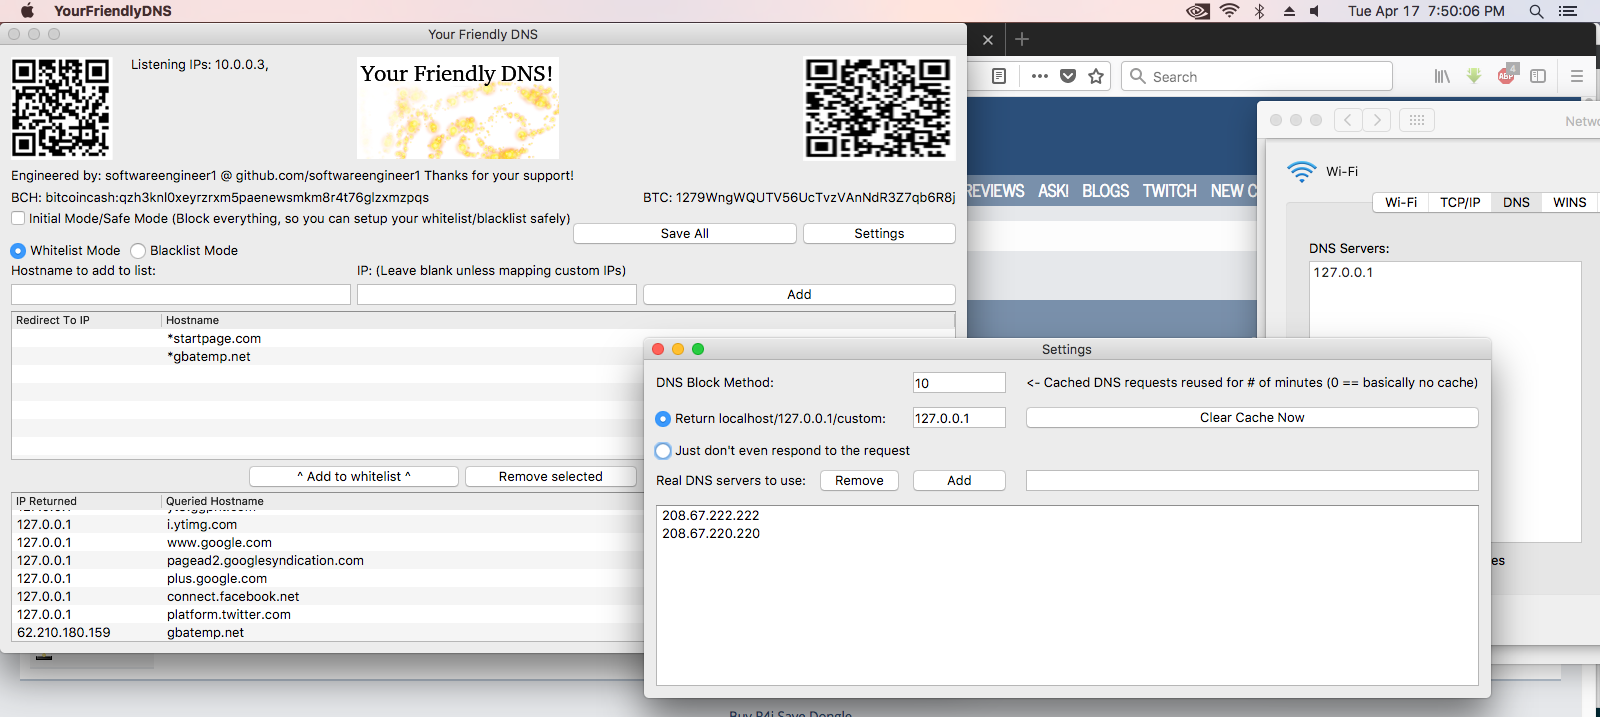 YourFriendlyDNS
Tue Apr 17 7:50:06 PM
Your Friendly DNS
Listening IPs: 10.0.0.3,
Your Friendly DNS!
Engineered by: softwareengineer1 @ github.com/softwareengineer1 Thanks for your support!
BCH: bitcoincash:qzh3knl0xeyrzrxm5paenewsmkm8r4t76glzxmzpqs
BTC: 1279WngWQUTV56UcTvzVAnNdR3Z7qb6R8j
Initial Mode/Safe Mode (Block everything, so you can setup your whitelist/blacklist safely)
Save All
Settings
Whitelist Mode
Blacklist Mode
Hostname to add to list:
IP: (Leave blank unless mapping custom IPs)
Add
Redirect To IP
Hostname
*startpage.com
*gbatemp.net
^ Add to whitelist ^
Remove selected
IP Returned
Queried Hostname
127.0.0.1 i.ytimg.com
127.0.0.1 www.google.com
127.0.0.1 pagead2.googlesyndication.com
127.0.0.1 plus.google.com
127.0.0.1 connect.facebook.net
127.0.0.1 platform.twitter.com
62.210.180.159 gbatemp.net
Search
ABP
4
REVIEWS ASKI BLOGS TWITCH NEW C
Netwo
Wi-Fi
Wi-Fi
TCP/IP
DNS
WINS
DNS Servers:
127.0.0.1
es
Settings
DNS Block Method:
10
<- Cached DNS requests reused for # of minutes (0 == basically no cache)
Return localhost/127.0.0.1/custom:
127.0.0.1
Clear Cache Now
Just don't even respond to the request
Real DNS servers to use:
Remove
Add
208.67.222.222
208.67.220.220